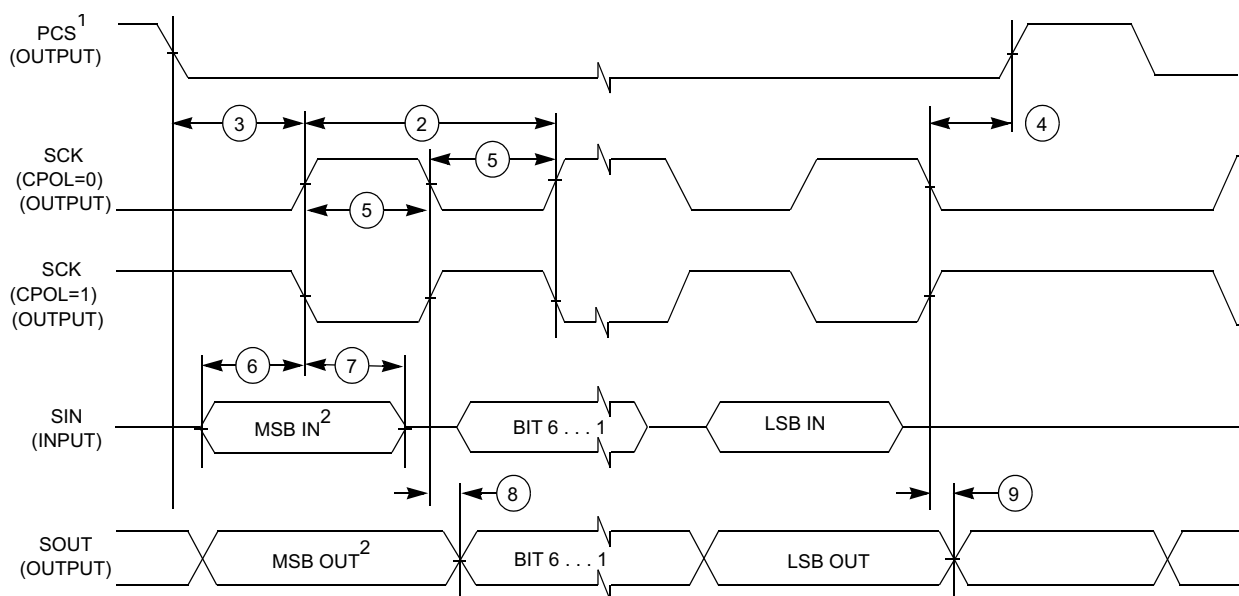 PCS1
(OUTPUT)
3
2
4
SCK
(CPOL=0)
(OUTPUT)
5
5
SCK
(CPOL=1)
(OUTPUT)
6
7
SIN
(INPUT)
MSB IN2
BIT 6 . . . 1
LSB IN
8
9
SOUT
(OUTPUT)
MSB OUT2
BIT 6 . . . 1
LSB OUT